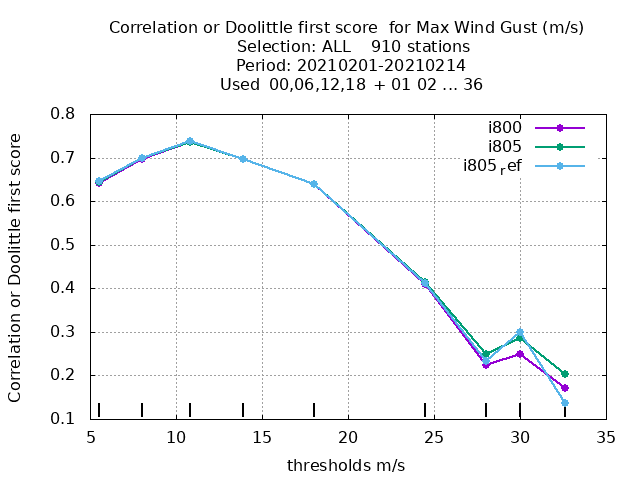 Correlation or Doolittle first score  for Max Wind Gust (m/s)
Selection: ALL    910 stations
Period: 20210201-20210214
Used  00,06,12,18  + 01 02 ... 36
Correlation or Doolittle first score
0.8
0.7
0.6
0.5
0.4
0.3
0.2
0.1
i800
i805
i805ref
5 10 15 20 25 30 35
thresholds m/s